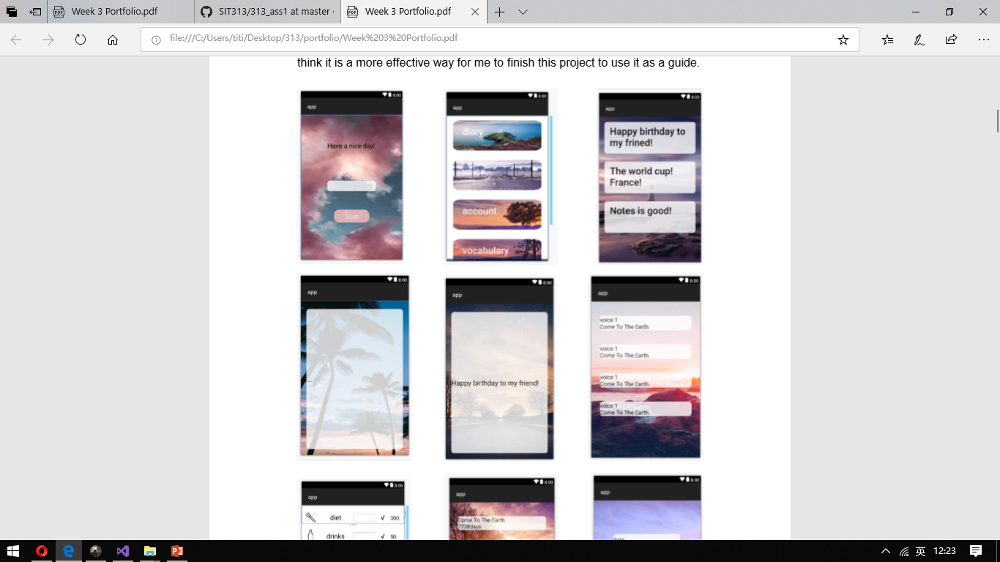 Week 3 Portfolio.pdf
SIT313/313_ass1 at master ·
Week 3 Portfolio.pdf
file:///C:/Users/titi/Desktop/313/portfolio/Week%203%20Portfolio.pdf
think it is a more effective way for me to finish this project to use it as a guide.
8:00
app
Have a nice day!
Start
8:00
app
diary
voice
account
vocabulary
8:00
app
Happy birthday to
my frined!
The world cup!
France!
Notes is good!
8:00
app
...
8:00
app
Happy birthday to my friend!
8:00
app
voice 1
Come To The Earth.
voice 1
Come To The Earth.
voice 1
Come To The Earth.
voice 1
Come To The Earth.
8:00
app
diet √ 300
drinks √ 50
8:00
app
Come To The Earth.
7738days
8:00
app
date
英 12:23